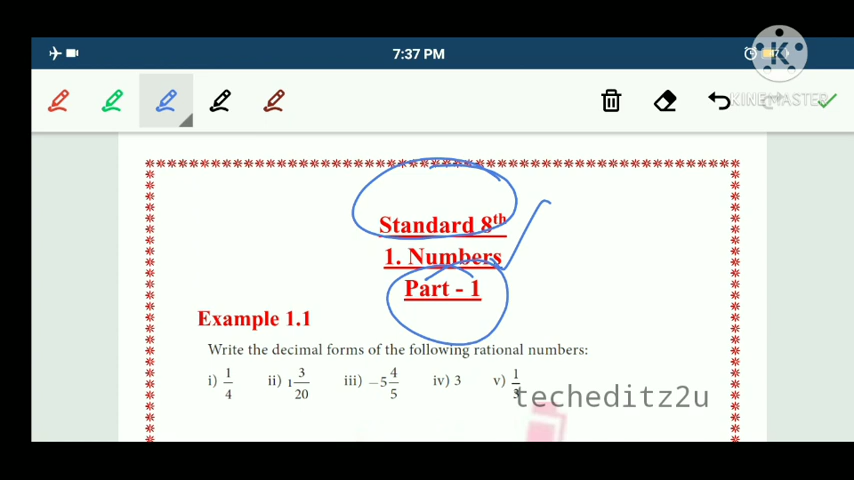 7:37 PM
K
KINEMASTER
Standard 8th
1. Numbers
Part - 1
Example 1.1
Write the decimal forms of the following rational numbers:
i) 1/4 ii) 1 3/20 iii) −5 4/5 iv) 3 v) 1/3
techeditz2u